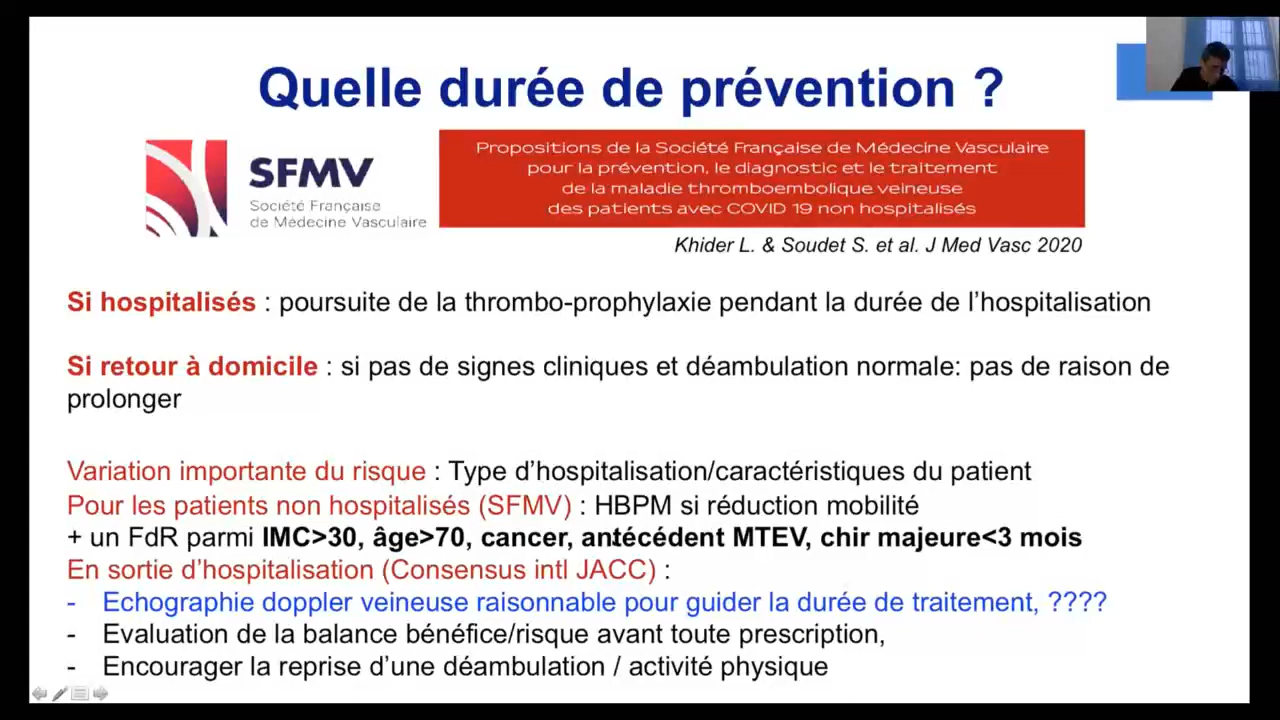 Quelle durée de prévention ?
SFMV
Société Française
de Médecine Vasculaire
Propositions de la Société Française de Médecine Vasculaire
pour la prévention, le diagnostic et le traitement
de la maladie thromboembolique veineuse
des patients avec COVID 19 non hospitalisés
Khider L. & Soudet S. et al. J Med Vasc 2020
Si hospitalisés : poursuite de la thrombo-prophylaxie pendant la durée de l’hospitalisation
Si retour à domicile : si pas de signes cliniques et déambulation normale: pas de raison de
prolonger
Variation importante du risque : Type d’hospitalisation/caractéristiques du patient
Pour les patients non hospitalisés (SFMV) : HBPM si réduction mobilité
+ un FdR parmi IMC>30, âge>70, cancer, antécédent MTEV, chir majeure<3 mois
En sortie d’hospitalisation (Consensus intl JACC) :
- Echographie doppler veineuse raisonnable pour guider la durée de traitement, ????
- Evaluation de la balance bénéfice/risque avant toute prescription,
- Encourager la reprise d’une déambulation / activité physique